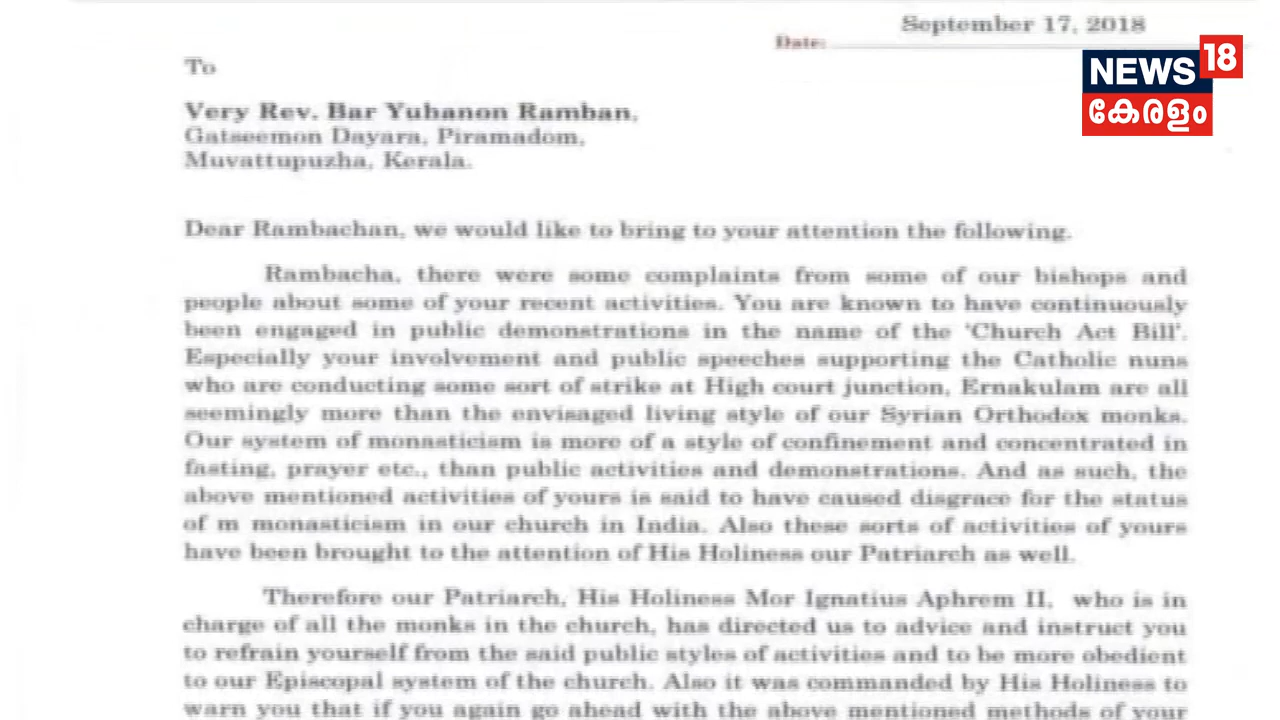 September 17, 2018
Date:
NEWS 18
കേരളം
To
Very Rev. Bar Yuhanon Ramban,
Gatseemon Dayara, Piramadom,
Muvattupuzha, Kerala.
Dear Rambachan, we would like to bring to your attention the following.
Rambacha, there were some complaints from some of our bishops and
people about some of your recent activities. You are known to have continuously
been engaged in public demonstrations in the name of the 'Church Act Bill'.
Especially your involvement and public speeches supporting the Catholic nuns
who are conducting some sort of strike at High court junction, Ernakulam are all
seemingly more than the envisaged living style of our Syrian Orthodox monks.
Our system of monasticism is more of a style of confinement and concentrated in
fasting, prayer etc., than public activities and demonstrations. And as such, the
above mentioned activities of yours is said to have caused disgrace for the status
of m monasticism in our church in India. Also these sorts of activities of yours
have been brought to the attention of His Holiness our Patriarch as well.
Therefore our Patriarch, His Holiness Mor Ignatius Aphrem II, who is in
charge of all the monks in the church, has directed us to advice and instruct you
to refrain yourself from the said public styles of activities and to be more obedient
to our Episcopal system of the church. Also it was commanded by His Holiness to
warn you that if you again go ahead with the above mentioned methods of your